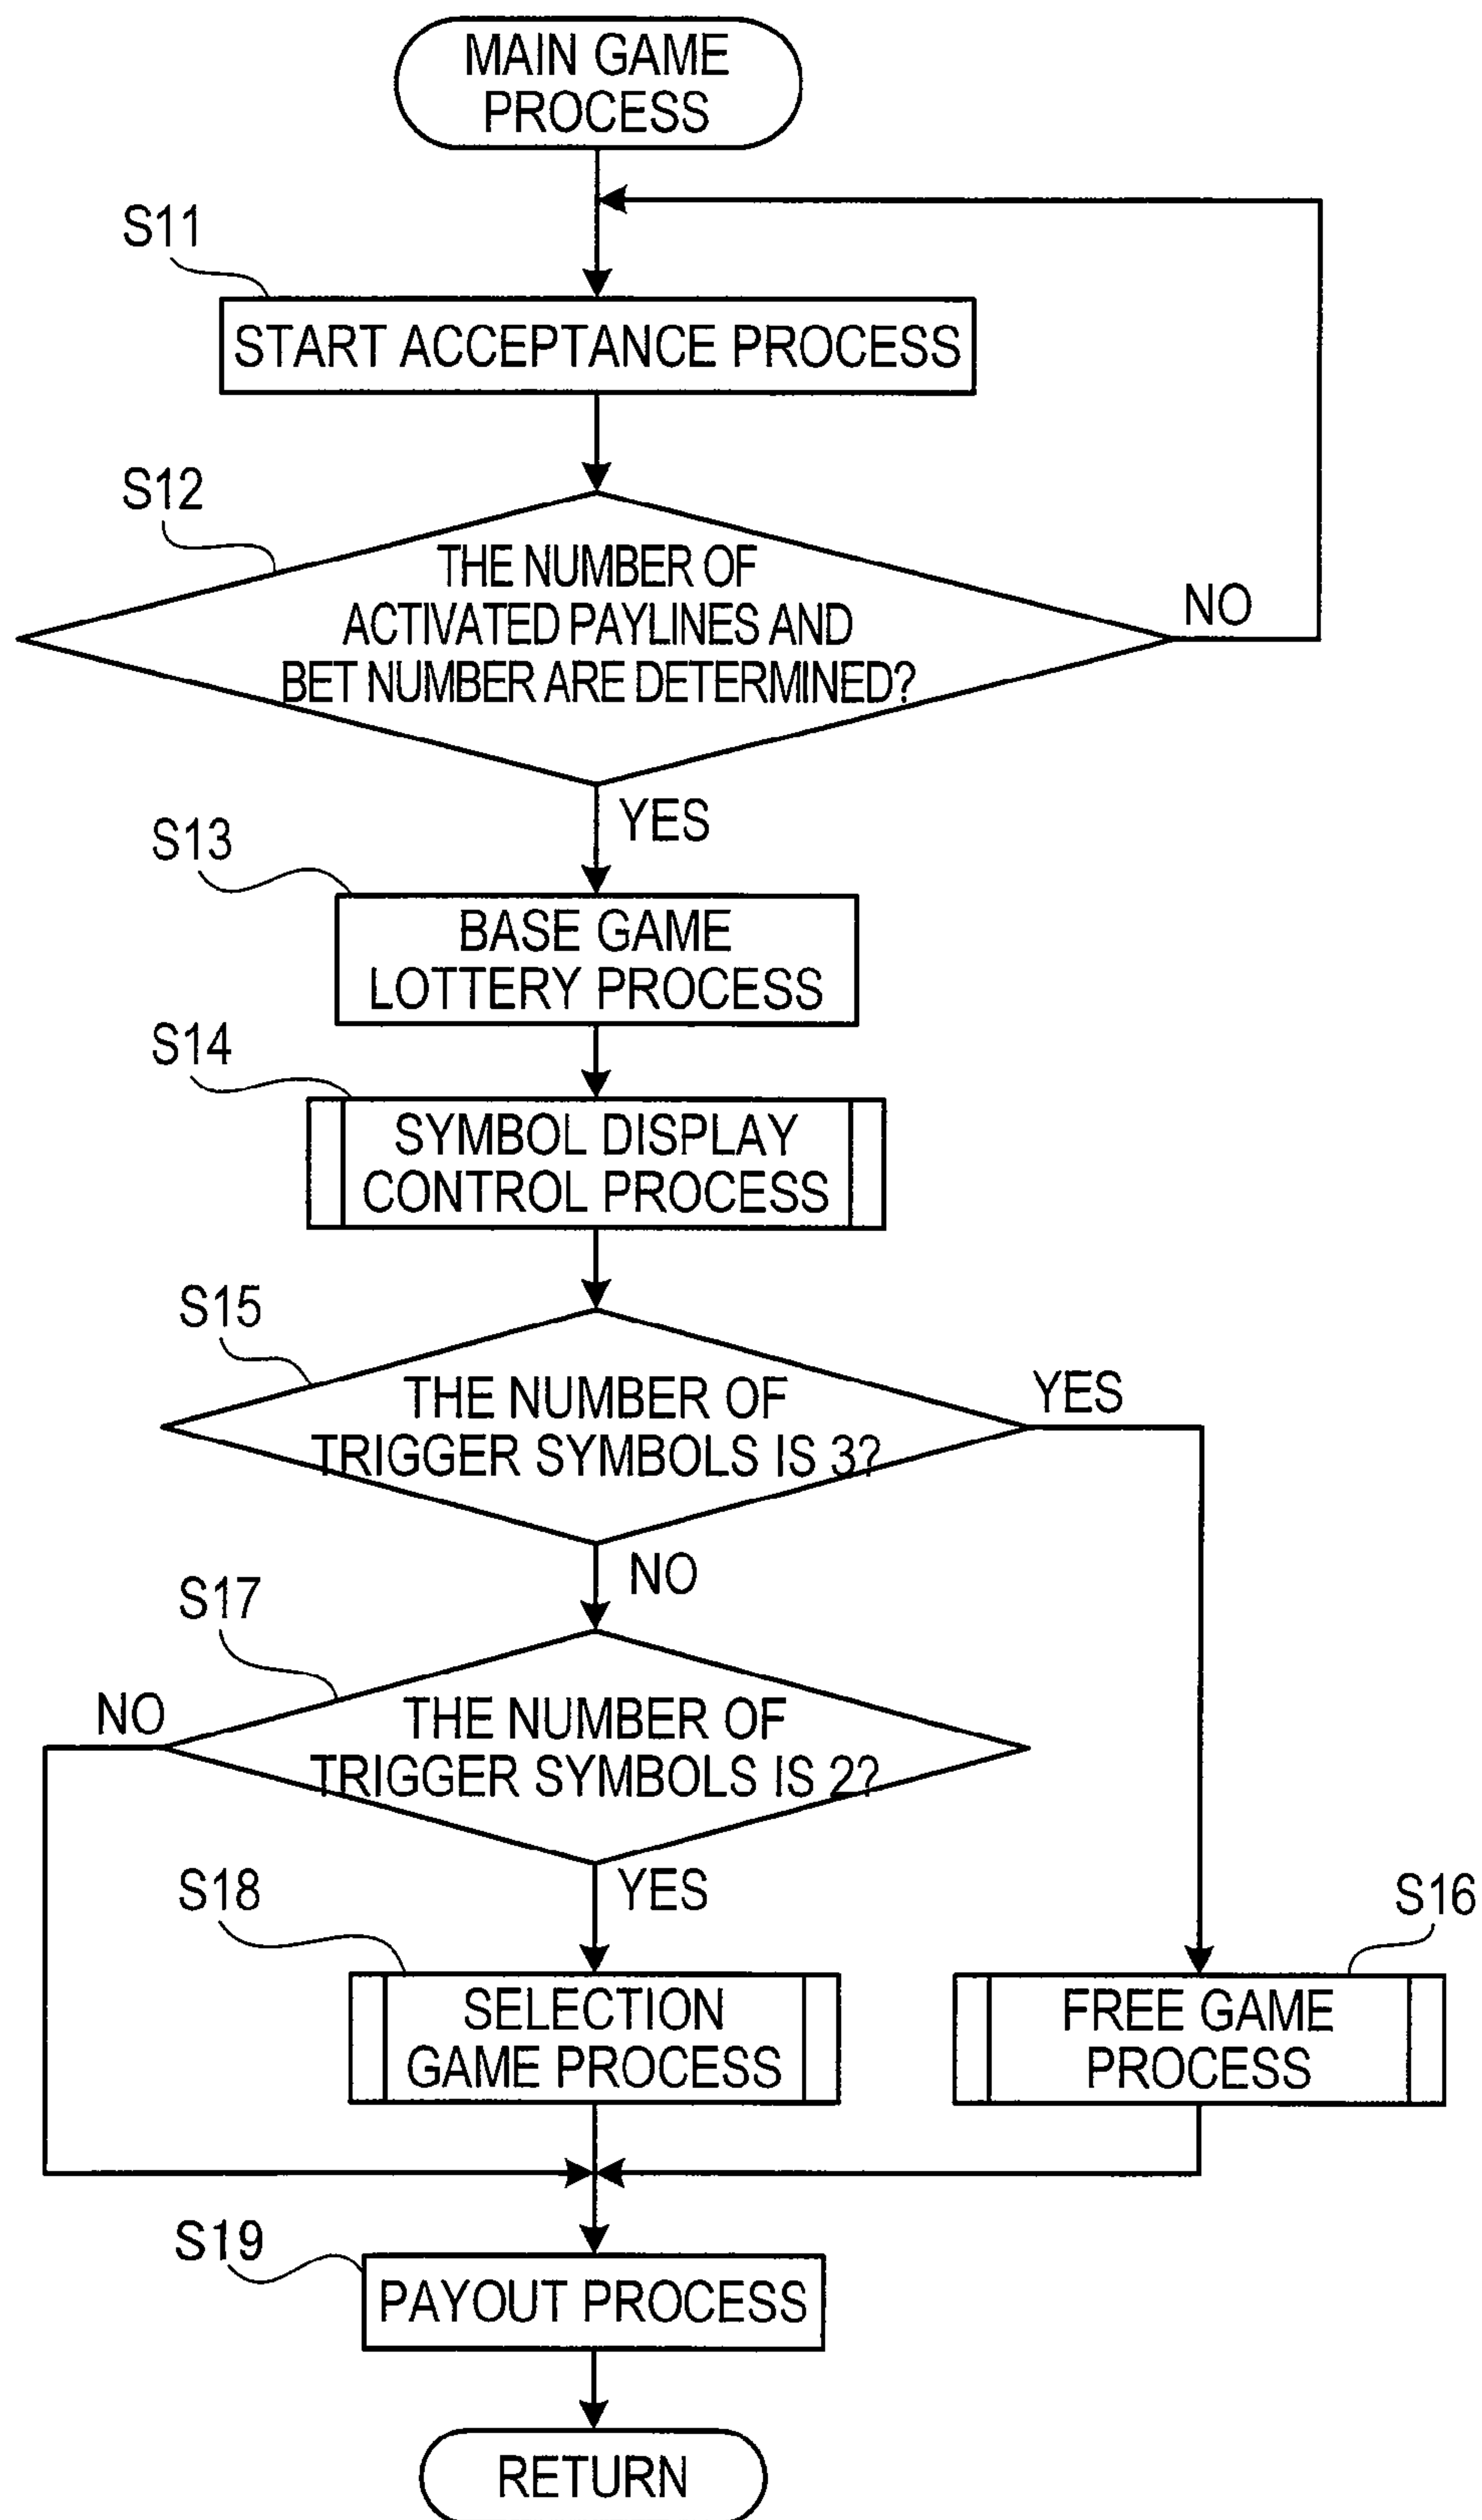 MAIN GAME
PROCESS
S11
START ACCEPTANCE PROCESS
S12
THE NUMBER OF
ACTIVATED PAYLINES AND
BET NUMBER ARE DETERMINED?
NO
YES
S13
BASE GAME
LOTTERY PROCESS
S14
SYMBOL DISPLAY
CONTROL PROCESS
S15
THE NUMBER OF
TRIGGER SYMBOLS IS 3?
YES
NO
S17
NO
THE NUMBER OF
TRIGGER SYMBOLS IS 2?
YES
S18
SELECTION
GAME PROCESS
S16
FREE GAME
PROCESS
S19
PAYOUT PROCESS
RETURN